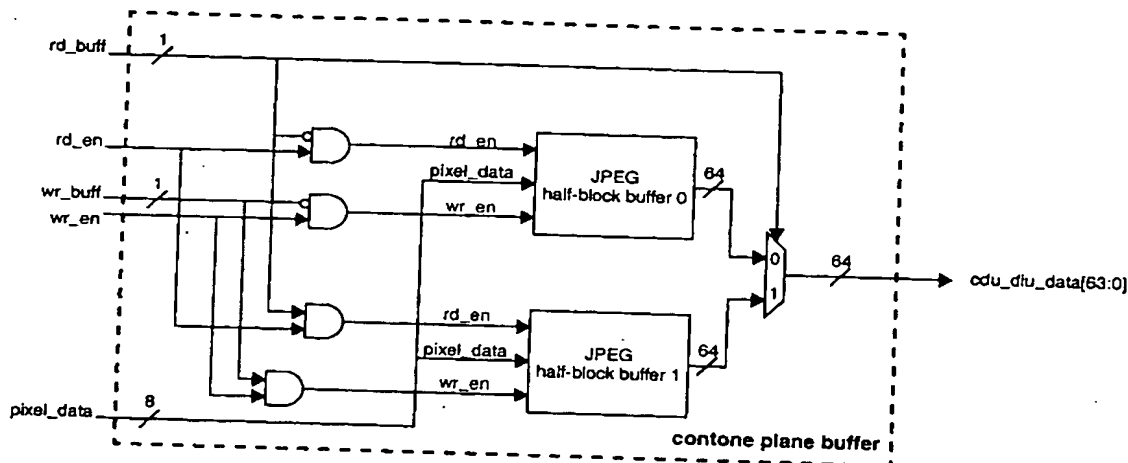 rd_buff 1
rd_en
rd_en
pixel_data
JPEG
half-block buffer 0
64
wr_buff 1
wr_en
wr_en
0
64
cdu_diu_data[63:0]
1
rd_en
pixel_data
JPEG
half-block buffer 1
64
wr_en
pixel_data 8
contone plane buffer